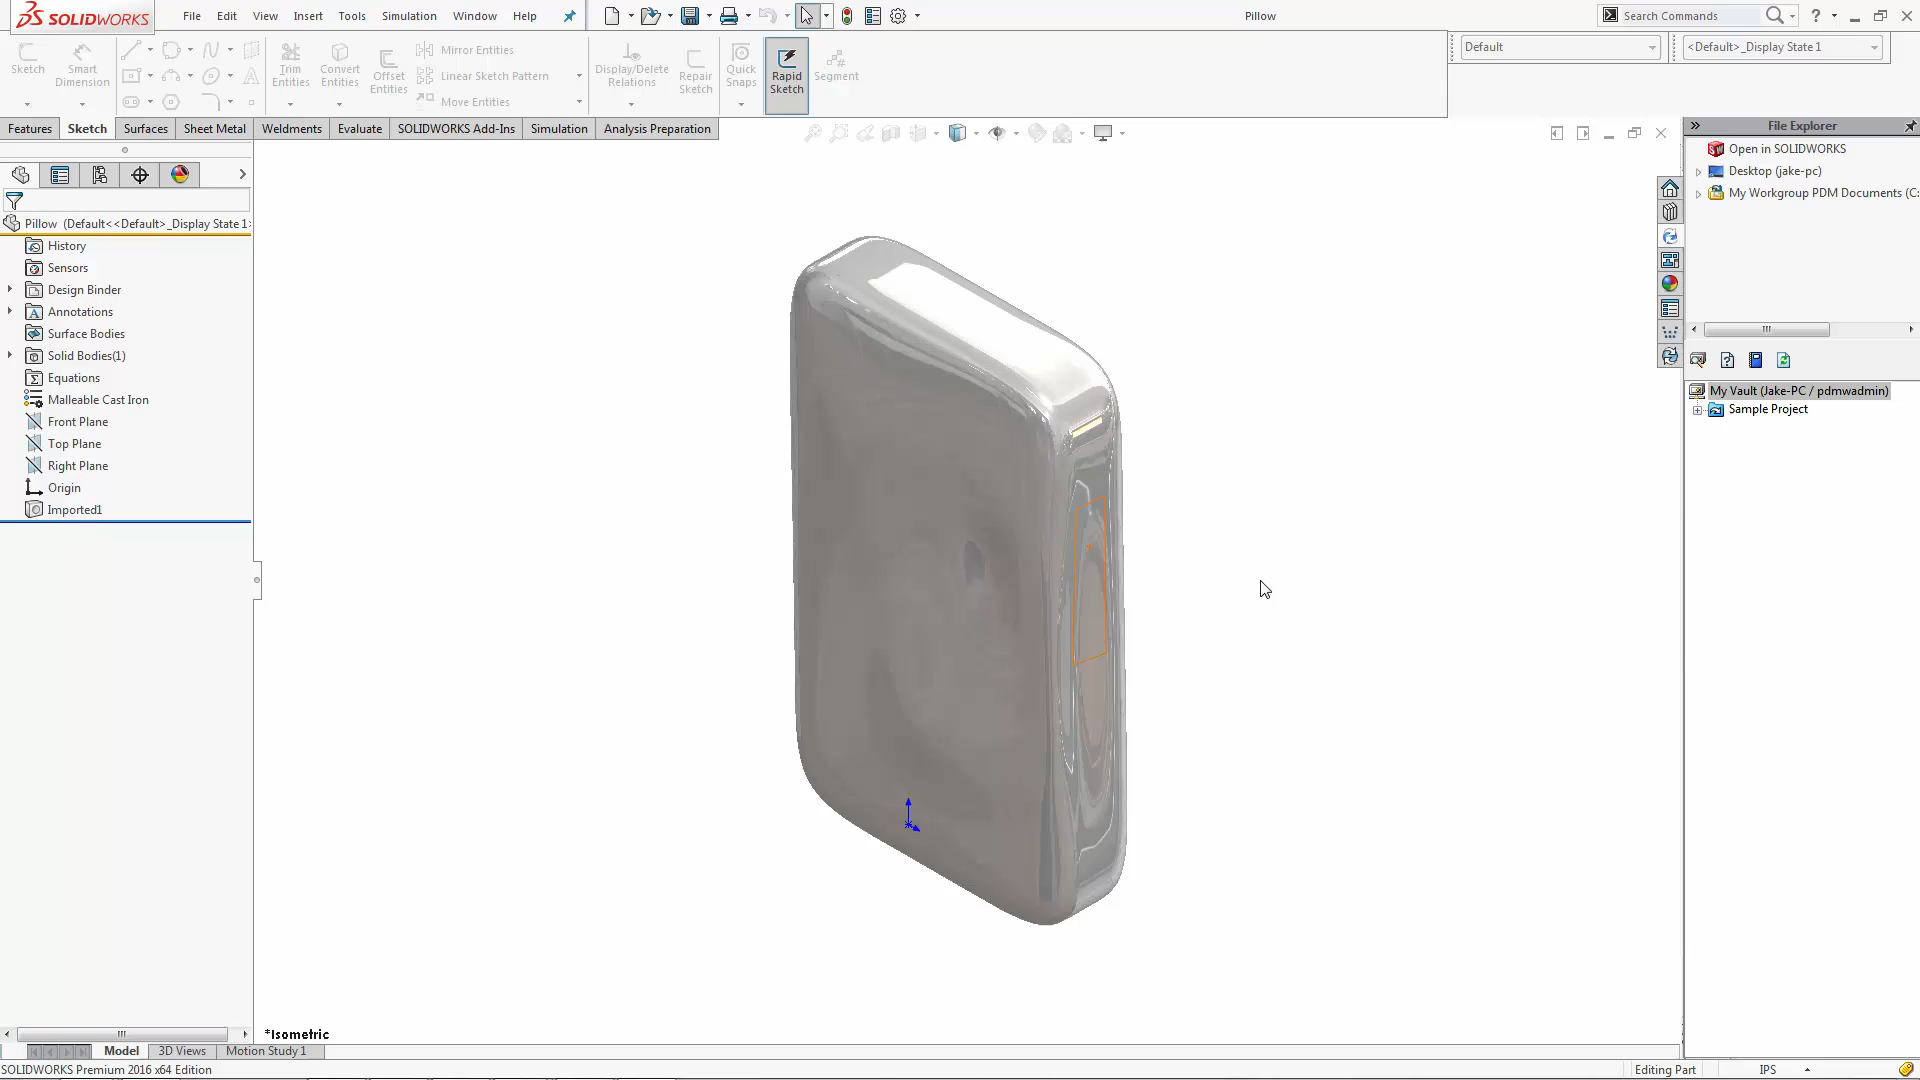 SOLIDWORKS File Edit View Insert Tools Simulation Window Help Pillow Search Commands ?
Default <Default>_Display State 1
Sketch Smart Dimension Trim Entities Convert Entities Offset Entities Mirror Entities Linear Sketch Pattern Move Entities Display/Delete Relations Repair Sketch Quick Snaps Rapid Sketch Segment
Features Sketch Surfaces Sheet Metal Weldments Evaluate SOLIDWORKS Add-Ins Simulation Analysis Preparation
Pillow (Default<<Default>_Display State 1>
History
Sensors
Design Binder
Annotations
Surface Bodies
Solid Bodies(1)
Equations
Malleable Cast Iron
Front Plane
Top Plane
Right Plane
Origin
Imported1
File Explorer
Open in SOLIDWORKS
Desktop (jake-pc)
My Workgroup PDM Documents (C:
My Vault (Jake-PC / pdmwadmin)
Sample Project
*Isometric
Model 3D Views Motion Study 1
SOLIDWORKS Premium 2016 x64 Edition Editing Part IPS